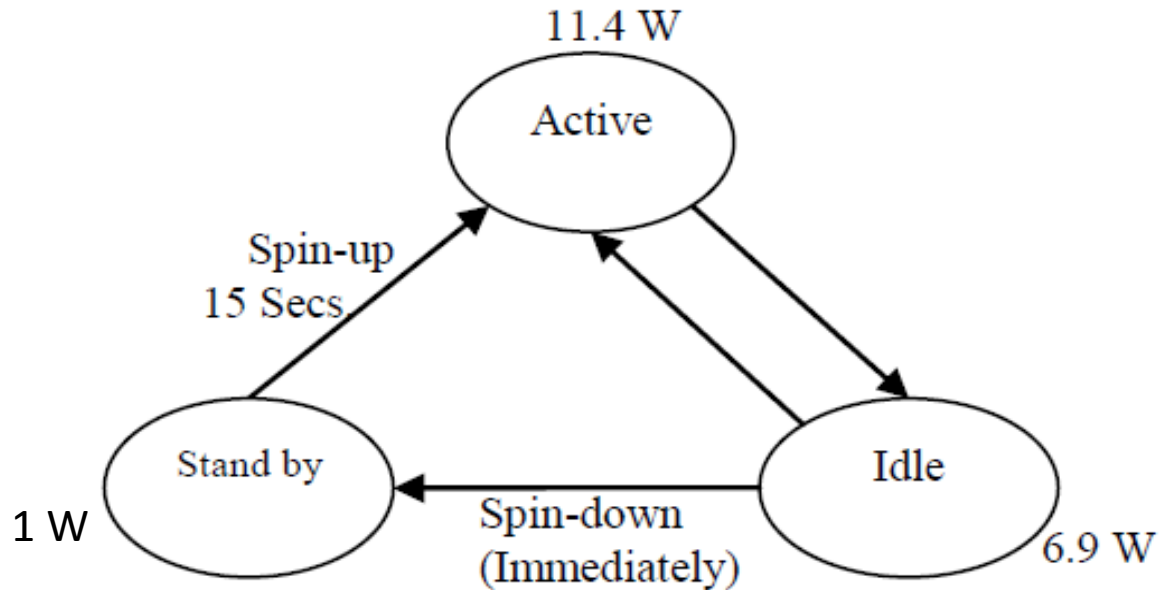 11.4 W
Active
Spin-up
15 Secs.
Stand by
Idle
1 W
Spin-down
(Immediately)
6.9 W